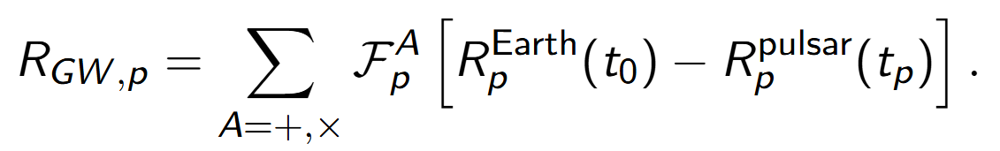 R_{GW,p} = \sum_{A=+,\times} \mathcal{F}_p^A \left[ R_p^{\text{Earth}}(t_0) - R_p^{\text{pulsar}}(t_p) \right].